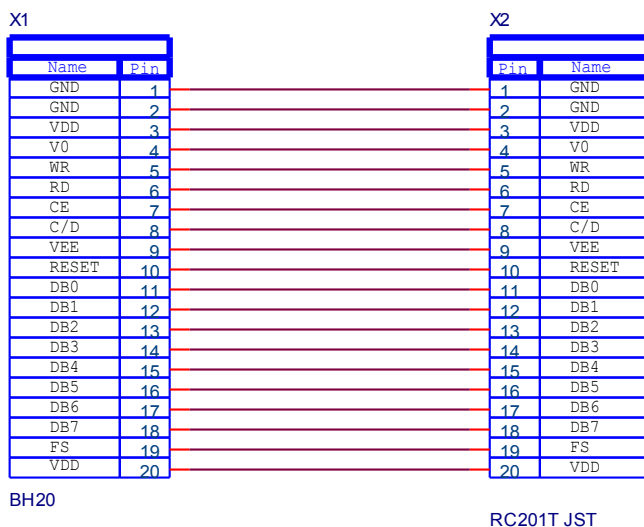 X1 X2
Name Pin Pin Name
GND 1 1 GND
GND 2 2 GND
VDD 3 3 VDD
V0 4 4 V0
WR 5 5 WR
RD 6 6 RD
CE 7 7 CE
C/D 8 8 C/D
VEE 9 9 VEE
RESET 10 10 RESET
DB0 11 11 DB0
DB1 12 12 DB1
DB2 13 13 DB2
DB3 14 14 DB3
DB4 15 15 DB4
DB5 16 16 DB5
DB6 17 17 DB6
DB7 18 18 DB7
FS 19 19 FS
VDD 20 20 VDD
BH20
RC201T JST